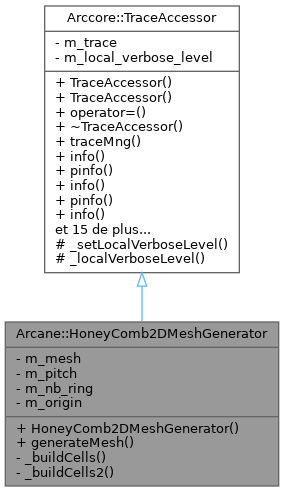 Arccore::TraceAccessor
- m_trace
- m_local_verbose_level
+ TraceAccessor()
+ TraceAccessor()
+ operator=()
+ ~TraceAccessor()
+ traceMng()
+ info()
+ pinfo()
+ info()
+ pinfo()
+ info()
et 15 de plus...
# _setLocalVerboseLevel()
# _localVerboseLevel()
Arcane::HoneyComb2DMeshGenerator
- m_mesh
- m_pitch
- m_nb_ring
- m_origin
+ HoneyComb2DMeshGenerator()
+ generateMesh()
- _buildCells()
- _buildCells2()